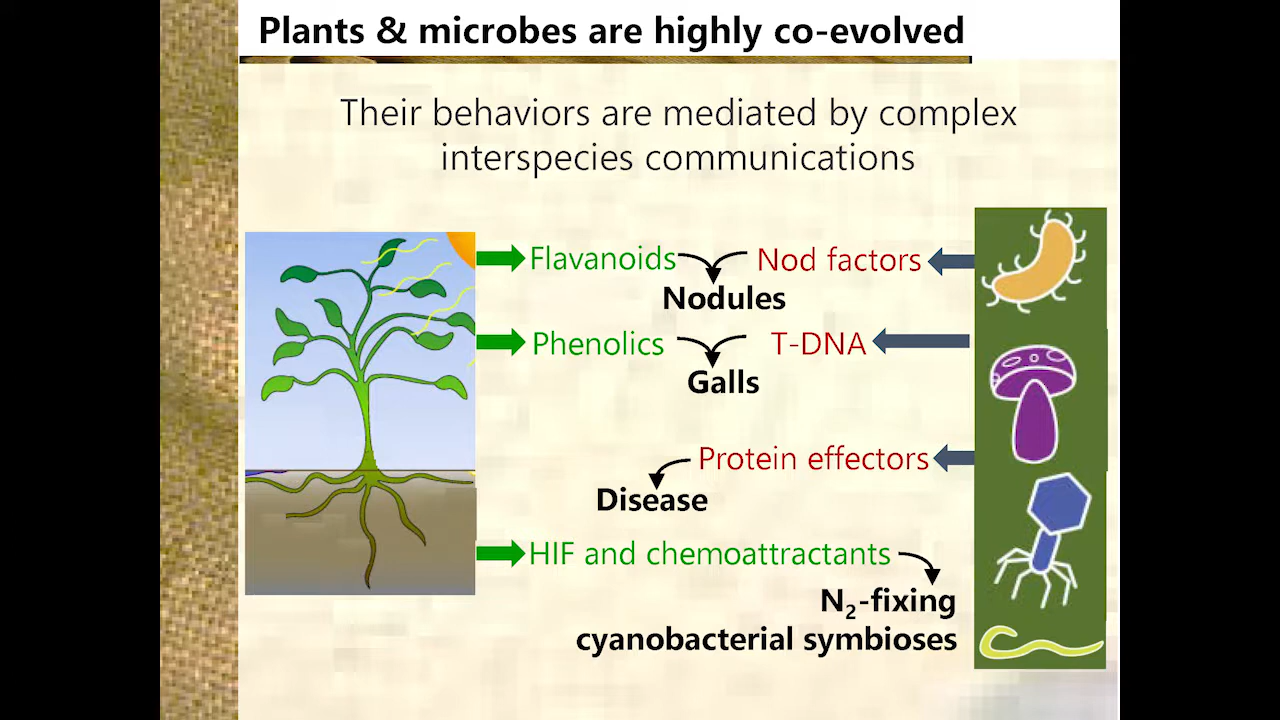 Plants & microbes are highly co-evolved
Their behaviors are mediated by complex
interspecies communications
Flavanoids
Nod factors
Nodules
Phenolics
T-DNA
Galls
Protein effectors
Disease
HIF and chemoattractants
N₂-fixing
cyanobacterial symbioses